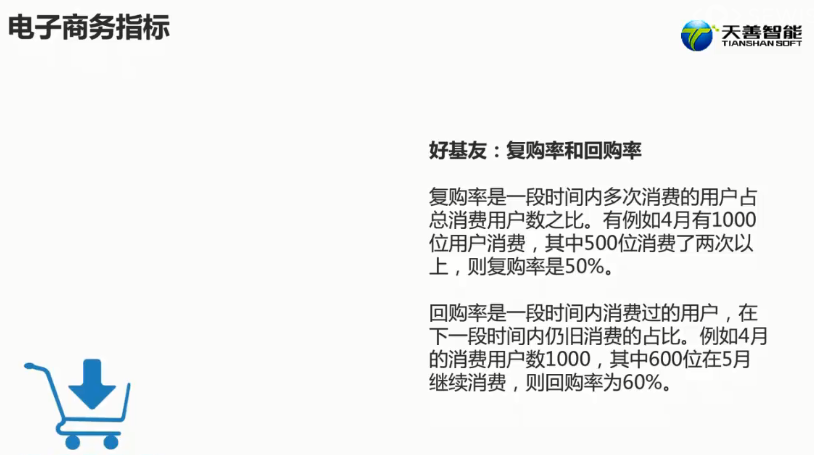 电子商务指标
天善智能
TIANSHAN SOFT
好基友：复购率和回购率
复购率是一段时间内多次消费的用户占
总消费用户数之比。有例如4月有1000
位用户消费，其中500位消费了两次以
上，则复购率是50%。
回购率是一段时间内消费过的用户，在
下一段时间内仍旧消费的占比。例如4月
的消费用户数1000，其中600位在5月
继续消费，则回购率为60%。